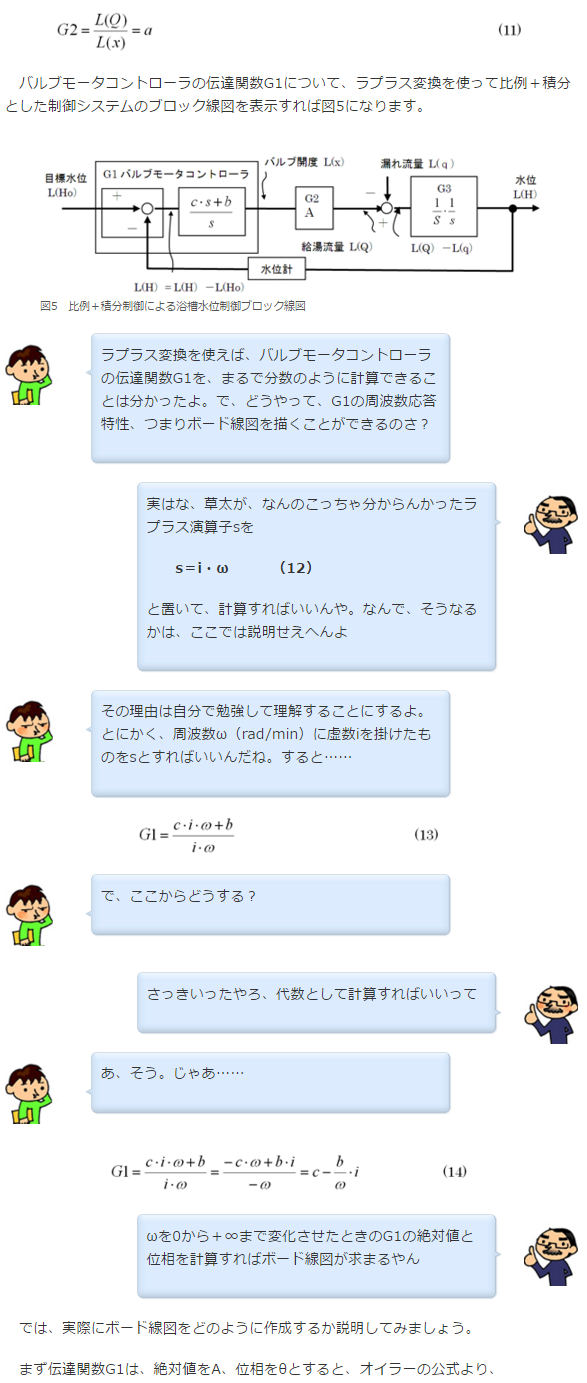 G2=L(Q)/L(x)=a (11)
バルブモータコントローラの伝達関数G1について、ラプラス変換を使って比例＋積分
とした制御システムのブロック線図を表示すれば図5になります。
目標水位
L(Ho)
G1 バルブモータコントローラ
＋
－
c・s+b
s
バルブ開度 L(x)
G2
A
漏れ流量 L(q)
－
＋
G3
1/S・1/s
水位
L(H)
給湯流量 L(Q)
L(Q) －L(q)
水位計
L(H) ＝L(H) －L(Ho)
図5 比例＋積分制御による浴槽水位制御ブロック線図
ラプラス変換を使えば、バルブモータコントローラ
の伝達関数G1を、まるで分数のように計算できるこ
とは分かったよ。で、どうやって、G1の周波数応答
特性、つまりボード線図を描くことができるのさ？
実はな、草太が、なんのこっちゃ分からんかったラ
プラス演算子sを
s＝i・ω （12）
と置いて、計算すればいいんや。なんで、そうなる
かは、ここでは説明せえへんよ
その理由は自分で勉強して理解することにするよ。
とにかく、周波数ω（rad/min）に虚数iを掛けたも
のをsとすればいいんだね。すると……
G1=(c・i・ω+b)/(i・ω) (13)
で、ここからどうする？
さっきいったやろ、代数として計算すればいいって
あ、そう。じゃあ……
G1=(c・i・ω+b)/(i・ω)=(−c・ω+b・i)/(−ω)=c−(b/ω)・i (14)
ωを0から＋∞まで変化させたときのG1の絶対値と
位相を計算すればボード線図が求まるやん
では、実際にボード線図をどのように作成するか説明してみましょう。
まず伝達関数G1は、絶対値をA、位相をθとすると、オイラーの公式より、